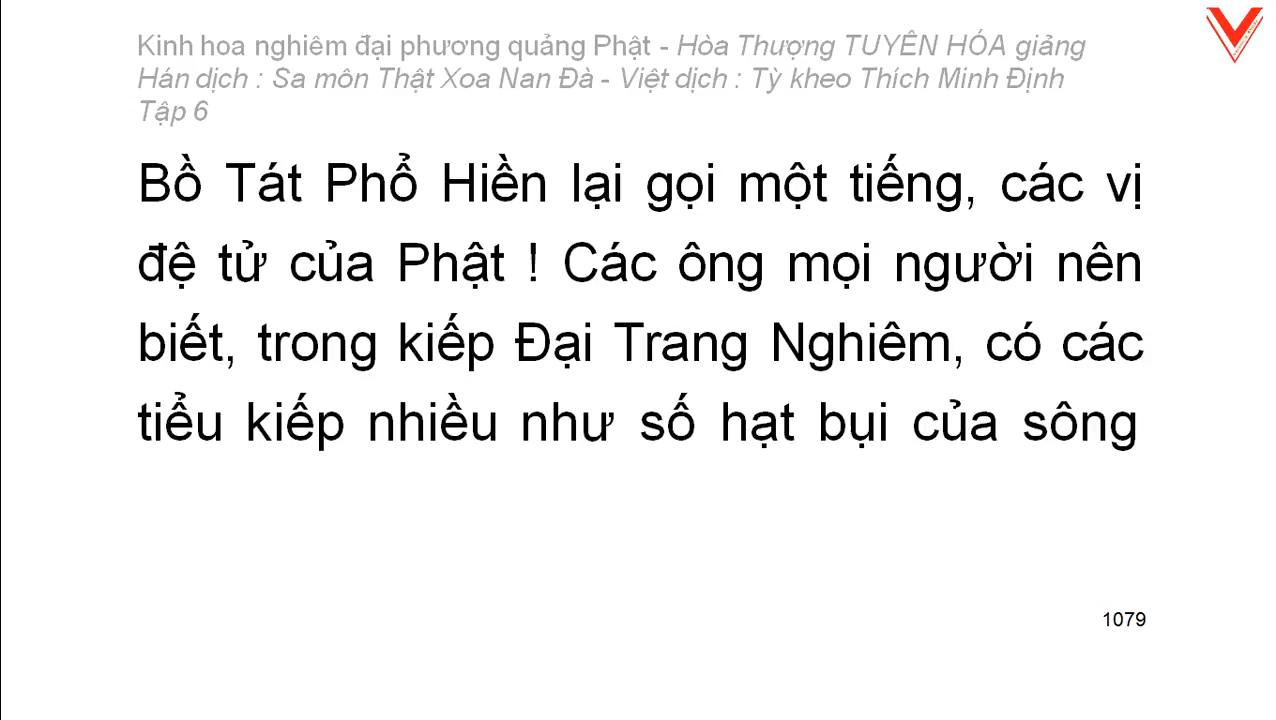 Kinh hoa nghiêm đại phương quảng Phật - Hòa Thượng TUYÊN HÓA giảng
Hán dịch : Sa môn Thật Xoa Nan Đà - Việt dịch : Tỳ kheo Thích Minh Định
Tập 6
Bồ Tát Phổ Hiền lại gọi một tiếng, các vị
đệ tử của Phật ! Các ông mọi người nên
biết, trong kiếp Đại Trang Nghiêm, có các
tiểu kiếp nhiều như số hạt bụi của sông
1079